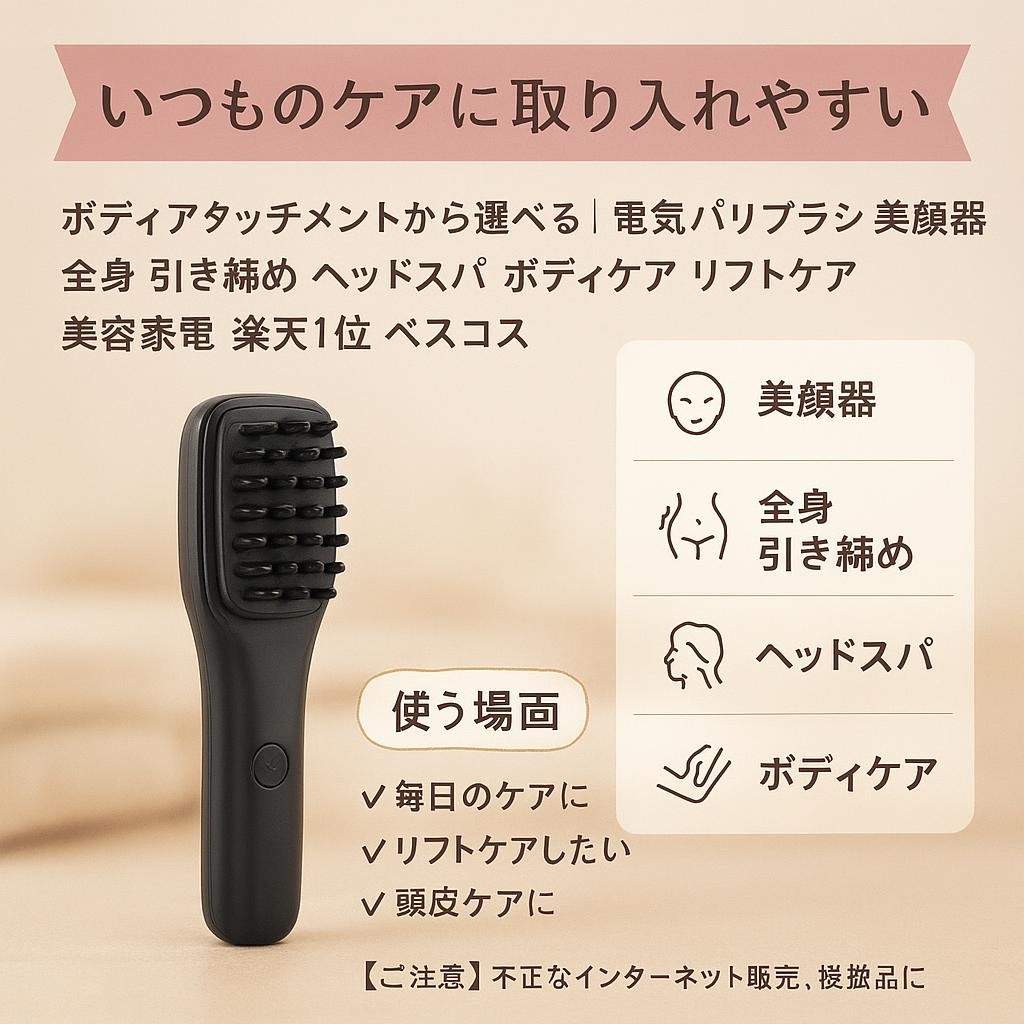 いつものケアに取り入れやすい
ボディアタッチメントから選べる｜電気バリブラシ 美顔器
全身 引き締め ヘッドスパ ボディケア リフトケア
美容家電 楽天1位 ベスコス
美顔器
全身
引き締め
ヘッドスパ
ボディケア
使う場面
✓ 毎日のケアに
✓ リフトケアしたい
✓ 頭皮ケアに
【ご注意】不正なインターネット販売、